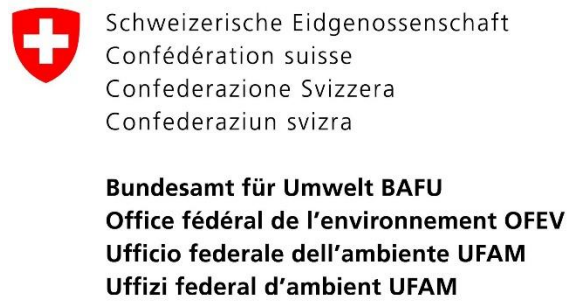 Schweizerische Eidgenossenschaft
Confédération suisse
Confederazione Svizzera
Confederaziun svizra
Bundesamt für Umwelt BAFU
Office fédéral de l'environnement OFEV
Ufficio federale dell'ambiente UFAM
Uffizi federal d'ambient UFAM